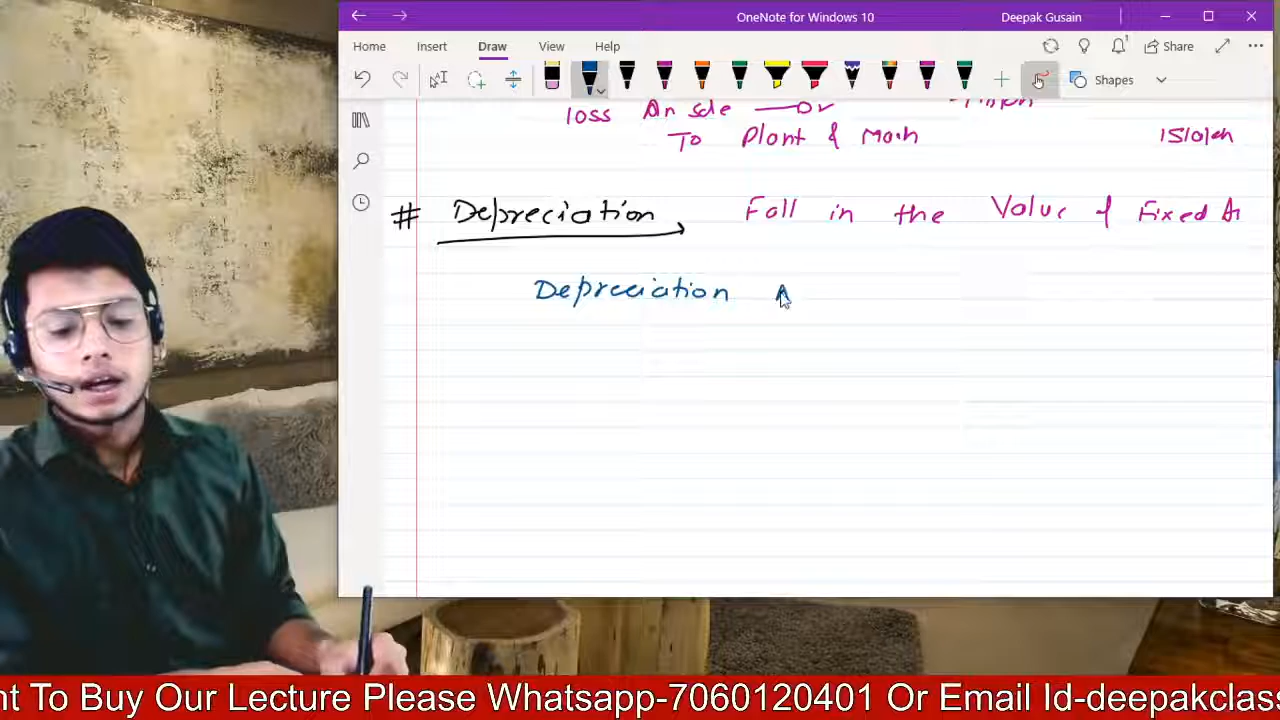 OneNote for Windows 10
Deepak Gusain
Home Insert Draw View Help
Share
Shapes
loss On sale Dr
To Plant & Mach
# Depreciation Fall in the Value of Fixed As
Depreciation A
nt To Buy Our Lecture Please Whatsapp-7060120401 Or Email Id-deepakclass